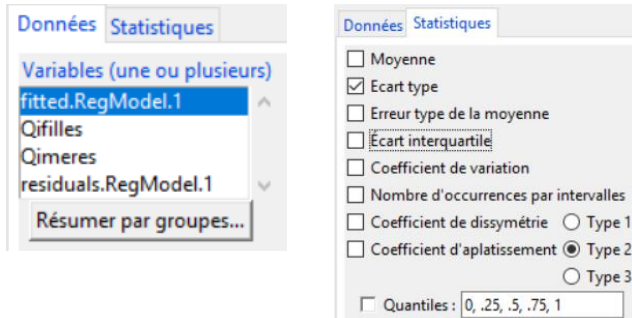 Données Statistiques
Variables (une ou plusieurs)
fitted.RegModel.1
Qifilles
Qimeres
residuals.RegModel.1
Résumer par groupes...
Données Statistiques
Moyenne
Ecart type
Erreur type de la moyenne
Écart interquartile
Coefficient de variation
Nombre d'occurrences par intervalles
Coefficient de dissymétrie Type 1
Coefficient d'aplatissement Type 2
Type 3
Quantiles : 0, .25, .5, .75, 1